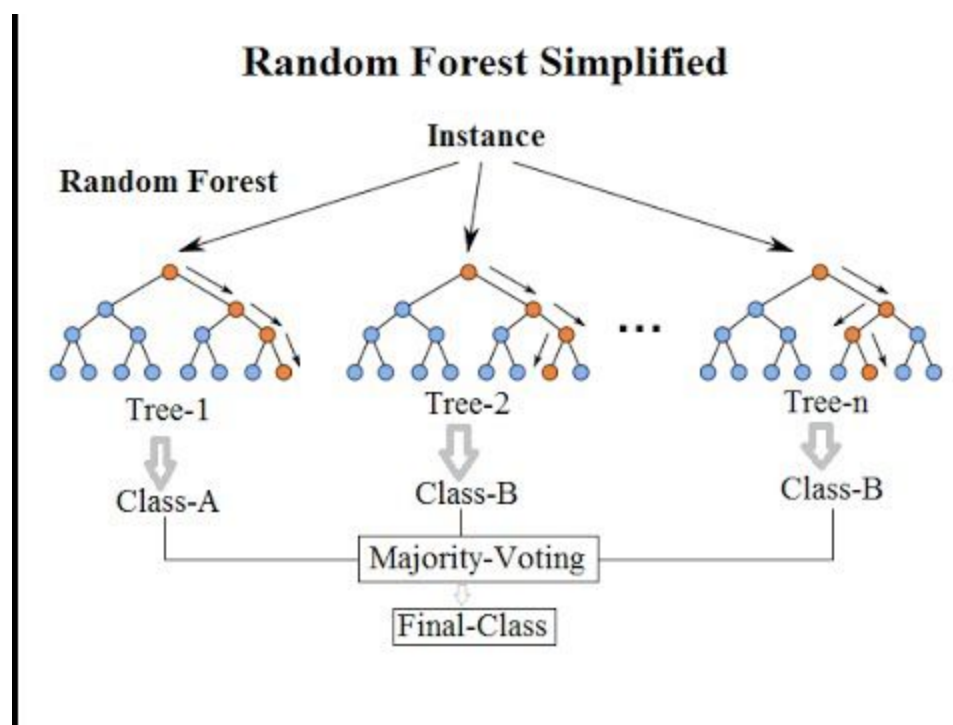 Random Forest Simplified
Instance
Random Forest
...
Tree-1
Tree-2
Tree-n
Class-A
Class-B
Class-B
Majority-Voting
Final-Class